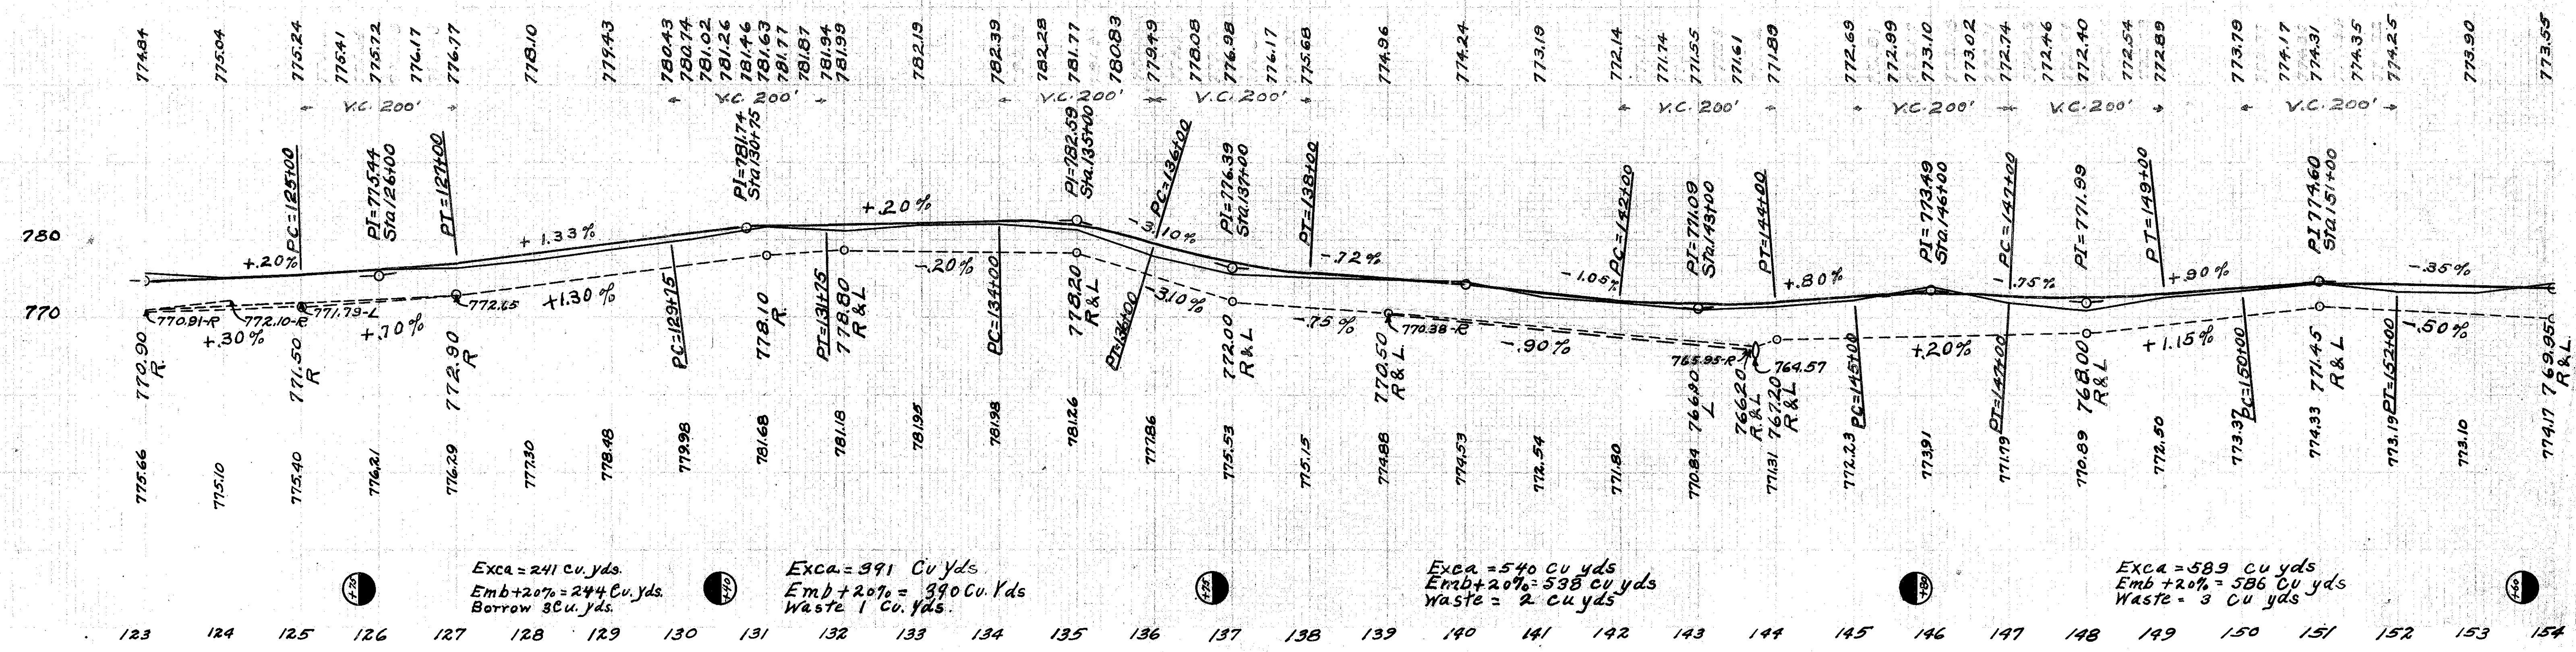 774.84 775.04 775.24 775.41 775.72 776.17 776.77 778.10 779.43 780.43 780.74 781.02 781.26 781.46 781.63 781.77 781.87 781.94 781.99 782.19 782.39 782.28 781.77 780.83 779.49 778.08 776.98 776.17 775.68 774.96 774.24 773.19 772.14 771.74 771.55 771.61 771.89 772.69 772.99 773.10 773.02 772.74 772.46 772.40 772.54 772.89 773.79 774.17 774.31 774.35 774.25 773.90 773.55
V.C. 200' V.C. 200' V.C. 200' V.C. 200' V.C. 200' V.C. 200' V.C. 200' V.C. 200'
PC=125+00
PI=775.44
Sta 126+00
PT=127+00
PI=781.74
Sta 130+75
PI=782.59
Sta.135+00
PC=136+00
PI=776.39
Sta.137+00
PT=138+00
PC=142+00
PI=771.09
Sta.143+00
PT=144+00
PI=773.49
Sta.146+00
PC=147+00
PI=771.99
PT=149+00
PI 774.60
Sta.151+00
780
+.20% + 1.33% +.20% -3.10% -.72% -1.05% +.80% -.75% +.90% -.35%
770
770.91-R 772.10-R 771.79-L 772.65
+.30% +.70% +1.30% -.20% -3.10% -.75% 770.38-R -.90% 765.95-R 764.57 +.20% +1.15% -.50%
770.90
R.
771.50
R
772.90
R
PC=129+75
778.10
R.
PT=131+75
778.80
R & L
PC=134+00
778.20
R & L
PT=136+00
772.00
R & L
770.50
R & L
766.90
L
766.20
R & L
767.20
R & L
PC=145+00
PT=147+00
768.00
R & L
PC=150+00
771.45
R & L
PT=152+00
769.95
R & L
775.66 775.10 775.40 776.21 776.29 777.30 778.48 779.98 781.68 781.18 781.95 781.98 781.26 777.86 775.53 775.15 774.88 774.53 772.54 771.80 770.84 771.31 772.23 773.91 771.79 770.89 772.50 773.37 774.33 773.19 773.10 774.17
+75
Exca = 241 Cu. yds.
Emb+20% = 244 Cu. yds.
Borrow 3 Cu. yds.
+40
Exca = 391 Cu Yds.
Emb +20% = 390 Cu. Yds
Waste 1 Cu. Yds.
+75
Exca = 540 Cu yds
Emb+20% = 538 cu yds
Waste = 2 cu yds
+80
Exca = 589 Cu yds
Emb +20% = 586 Cu yds
Waste = 3 Cu yds
+60
123 124 125 126 127 128 129 130 131 132 133 134 135 136 137 138 139 140 141 142 143 144 145 146 147 148 149 150 151 152 153 154